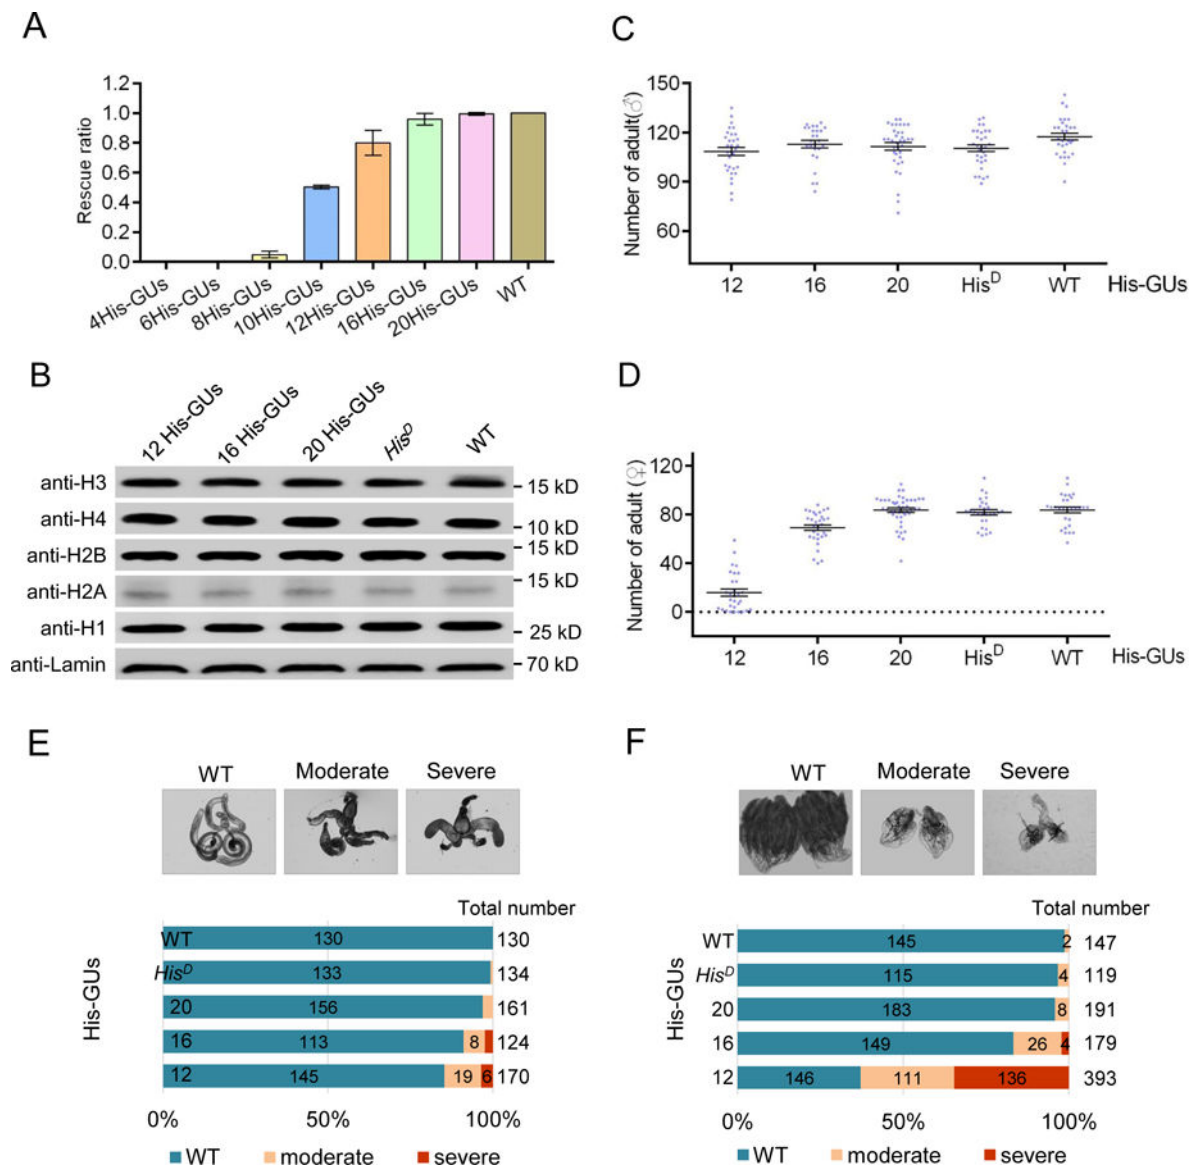 A
Rescue ratio
1.2
1.0
0.8
0.6
0.4
0.2
0.0
4His-GUs
6His-GUs
8His-GUs
10His-GUs
12His-GUs
16His-GUs
20His-GUs
WT
B
12 His-GUs
16 His-GUs
20 His-GUs
Hisᴰ
WT
anti-H3
15 kD
anti-H4
10 kD
anti-H2B
15 kD
anti-H2A
15 kD
anti-H1
25 kD
anti-Lamin
70 kD
C
Number of adult(♂)
150
120
90
60
12 16 20 Hisᴰ WT His-GUs
D
Number of adult (♀)
120
80
40
0
12 16 20 Hisᴰ WT His-GUs
E
WT Moderate Severe
Total number
His-GUs
WT 130 130
Hisᴰ 133 134
20 156 161
16 113 8 124
12 145 19 6 170
0% 50% 100%
WT moderate severe
F
WT Moderate Severe
Total number
His-GUs
WT 145 2 147
Hisᴰ 115 4 119
20 183 8 191
16 149 26 4 179
12 146 111 136 393
0% 50% 100%
WT moderate severe